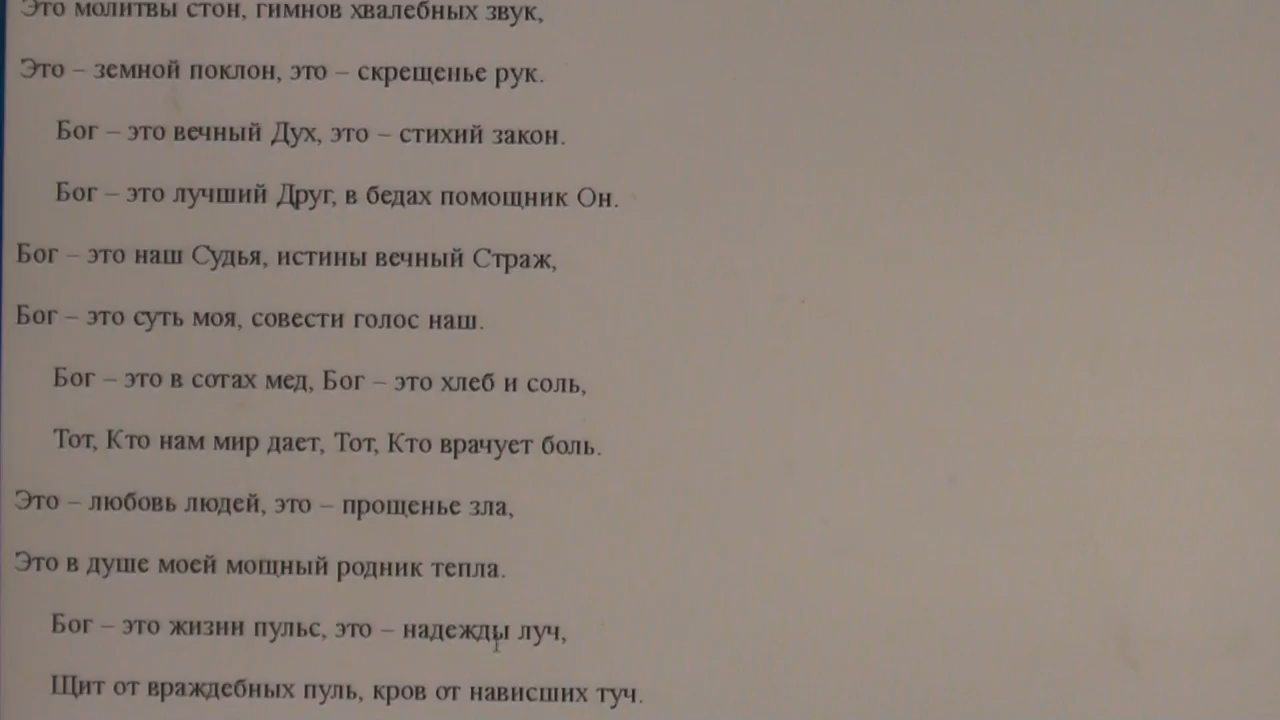 Это молитвы стон, гимнов хвалебных звук,
Это – земной поклон, это – скрещенье рук.
Бог – это вечный Дух, это – стихий закон.
Бог – это лучший Друг, в бедах помощник Он.
Бог – это наш Судья, истины вечный Страж,
Бог – это суть моя, совести голос наш.
Бог – это в сотах мед, Бог – это хлеб и соль,
Тот, Кто нам мир дает, Тот, Кто врачует боль.
Это – любовь людей, это – прощенье зла,
Это в душе моей мощный родник тепла.
Бог – это жизни пульс, это – надежды луч,
Щит от враждебных пуль, кров от нависших туч.